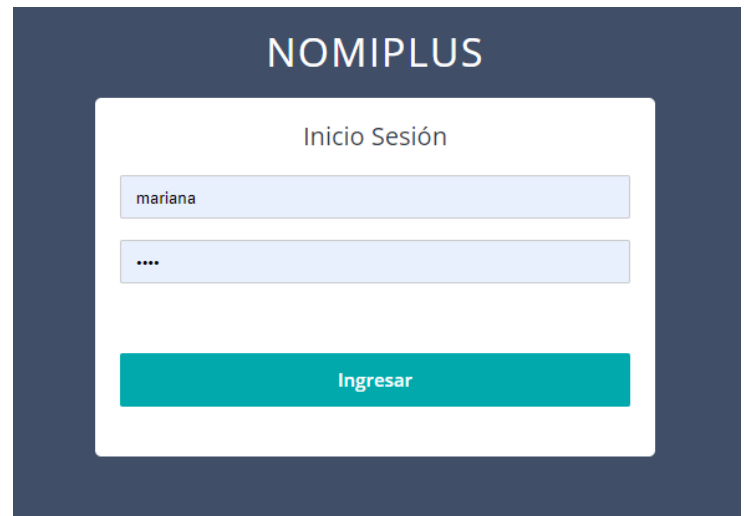 NOMIPLUS
Inicio Sesión
mariana
••••
Ingresar